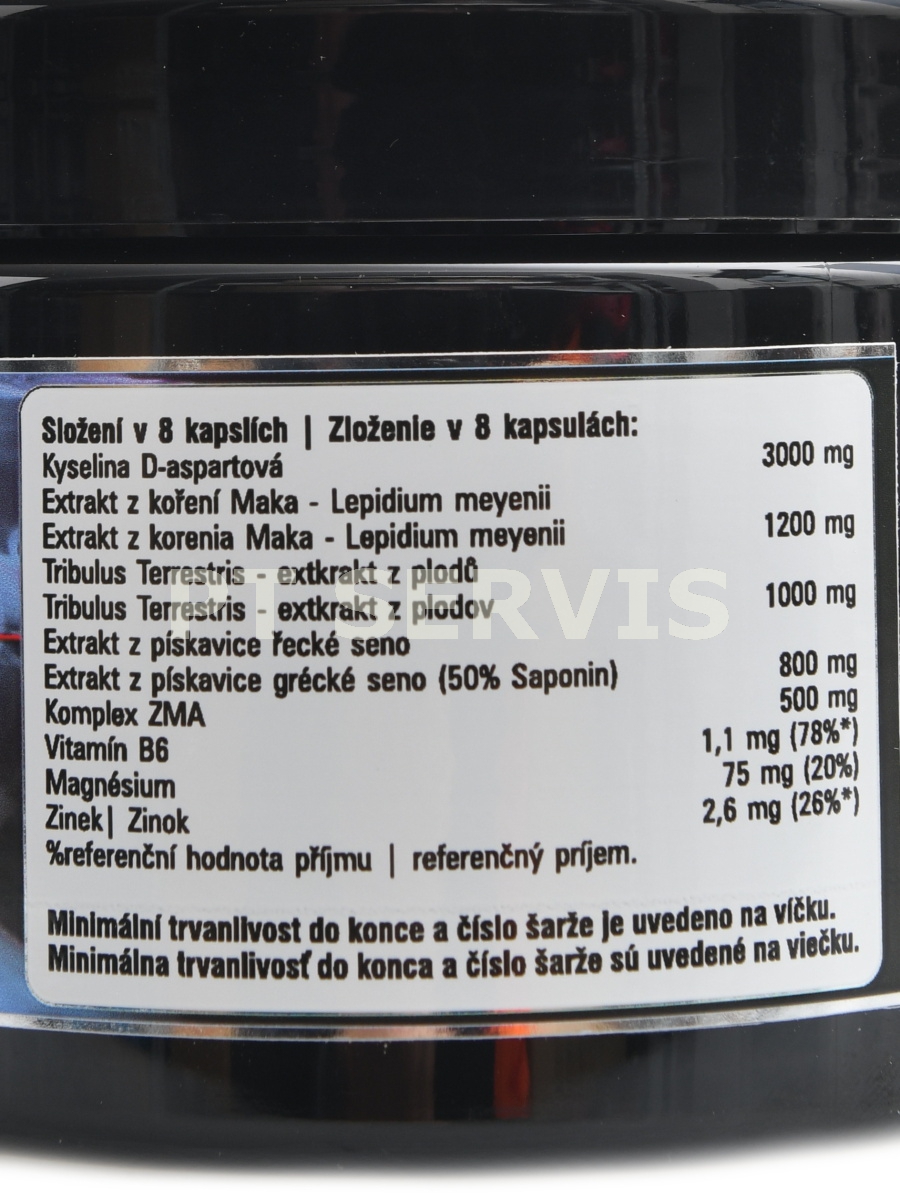 Složení v 8 kapslích | Zloženie v 8 kapsulách:
Kyselina D-aspartová 3000 mg
Extrakt z koření Maka - Lepidium meyenii
Extrakt z korenia Maka - Lepidium meyenii 1200 mg
Tribulus Terrestris - extkrakt z plodů
Tribulus Terrestris - extkrakt z plodov 1000 mg
Extrakt z pískavice řecké seno
Extrakt z pískavice grécké seno (50% Saponin) 800 mg
Komplex ZMA 500 mg
Vitamín B6 1,1 mg (78%*)
Magnésium 75 mg (20%)
Zinek| Zinok 2,6 mg (26%*)
%referenční hodnota příjmu | referenčný príjem.
Minimální trvanlivost do konce a číslo šarže je uvedeno na víčku.
Minimálna trvanlivosť do konca a číslo šarže sú uvedené na viečku.
PT SERVIS